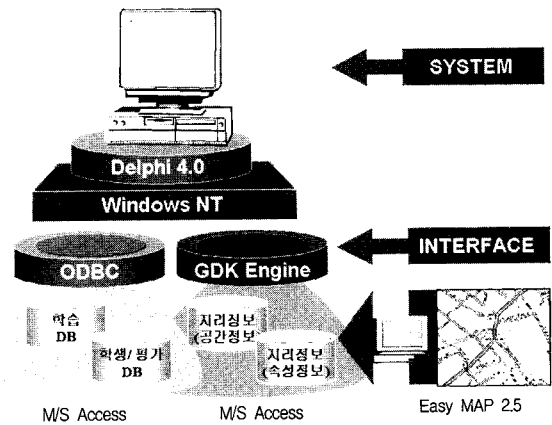 SYSTEM
Delphi 4.0
Windows NT
INTERFACE
ODBC
GDK Engine
학습
DB
학생/평가
DB
지리정보
(공간정보)
지리정보
(속성정보)
M/S Access
M/S Access
Easy MAP 2.5